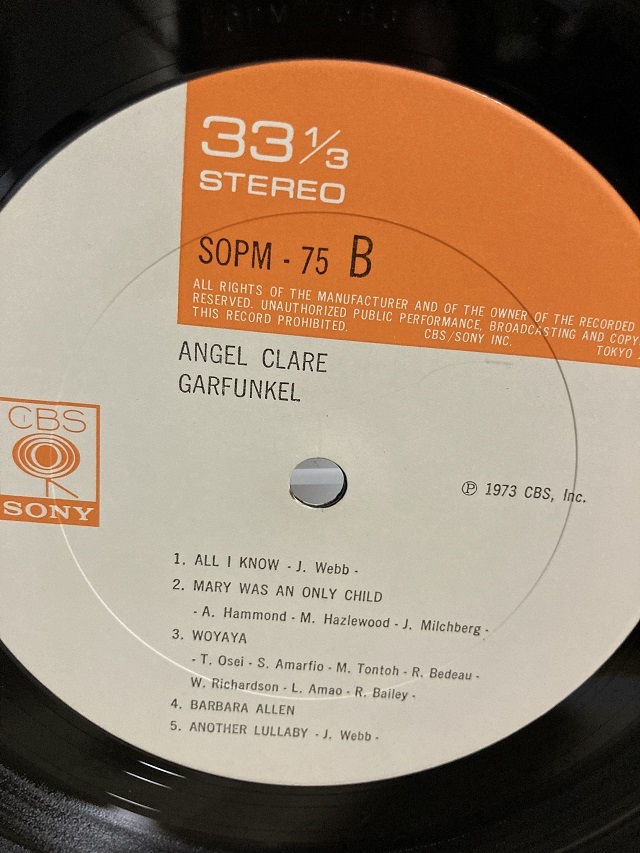 33 1/3
STEREO
SOPM - 75 B
ALL RIGHTS OF THE MANUFACTURER AND OF THE OWNER OF THE RECORDED
RESERVED. UNAUTHORIZED PUBLIC PERFORMANCE, BROADCASTING AND COPY
THIS RECORD PROHIBITED. CBS/SONY INC. TOKYO
ANGEL CLARE
GARFUNKEL
CBS
SONY
Ⓟ 1973 CBS, Inc.
1. ALL I KNOW - J. Webb -
2. MARY WAS AN ONLY CHILD
- A. Hammond - M. Hazlewood - J. Milchberg -
3. WOYAYA
- T. Osei - S. Amarfio - M. Tontoh - R. Bedeau -
W. Richardson - L. Amao - R. Bailey -
4. BARBARA ALLEN
5. ANOTHER LULLABY - J. Webb -